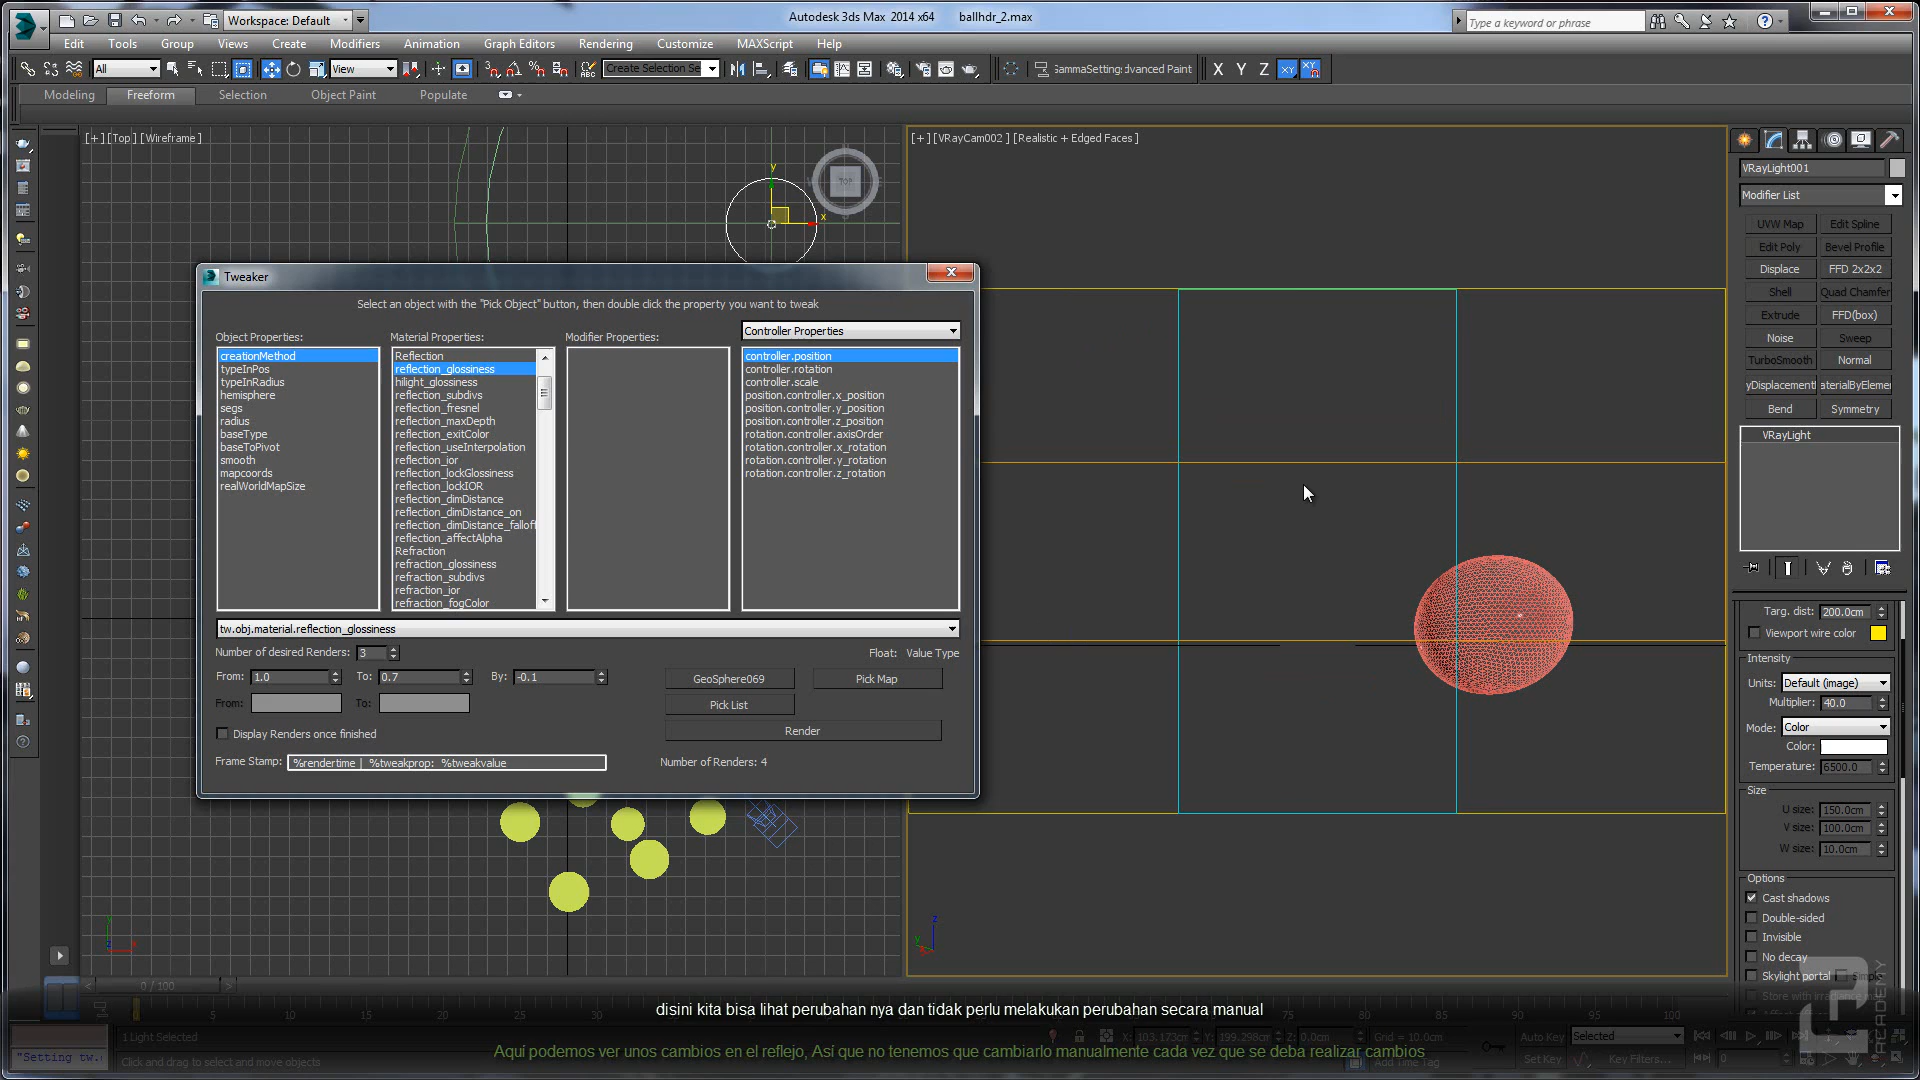 Workspace: Default
Autodesk 3ds Max 2014 x64 ballhdr_2.max
Type a keyword or phrase
Edit Tools Group Views Create Modifiers Animation Graph Editors Rendering Customize MAXScript Help
All View Create Selection Se GammaSetting: Advanced Paint X Y Z XY
Modeling Freeform Selection Object Paint Populate
[+][Top][Wireframe]
[+][VRayCam002][Realistic + Edged Faces]
TOP
y
x
VRayLight001
Modifier List
UVW Map Edit Spline
Edit Poly Bevel Profile
Displace FFD 2x2x2
Shell Quad Chamfer
Extrude FFD(box)
Noise Sweep
TurboSmooth Normal
yDisplacementM aterialByElemen
Bend Symmetry
VRayLight
Targ. dist: 200.0cm
Viewport wire color
Intensity
Units: Default (image)
Multiplier: 40.0
Mode: Color
Color:
Temperature: 6500.0
Size
U size: 150.0cm
V size: 100.0cm
W size: 10.0cm
Options
Cast shadows
Double-sided
Invisible
No decay
Skylight portal
Tweaker
Select an object with the "Pick Object" button, then double click the property you want to tweak
Object Properties:
creationMethod
typeInPos
typeInRadius
hemisphere
segs
radius
baseType
baseToPivot
smooth
mapcoords
realWorldMapSize
Material Properties:
Reflection
reflection_glossiness
hilight_glossiness
reflection_subdivs
reflection_fresnel
reflection_maxDepth
reflection_exitColor
reflection_useInterpolation
reflection_ior
reflection_lockGlossiness
reflection_lockIOR
reflection_dimDistance
reflection_dimDistance_on
reflection_dimDistance_falloff
reflection_affectAlpha
Refraction
refraction_glossiness
refraction_subdivs
refraction_ior
refraction_fogColor
Modifier Properties:
Controller Properties
controller.position
controller.rotation
controller.scale
position.controller.x_position
position.controller.y_position
position.controller.z_position
rotation.controller.axisOrder
rotation.controller.x_rotation
rotation.controller.y_rotation
rotation.controller.z_rotation
tw.obj.material.reflection_glossiness
Number of desired Renders: 3
Float: Value Type
From: 1.0 To: 0.7 By: -0.1
GeoSphere069 Pick Map
From: To:
Pick List
Display Renders once finished
Render
Frame Stamp: %rendertime | %tweakprop: %tweakvalue
Number of Renders: 4
0 / 100
disini kita bisa lihat perubahan nya dan tidak perlu melakukan perubahan secara manual
1 Light Selected
X: 103.173cm Y: 199.298cm Z: 0.0cm Grid = 10.0cm
Auto Key Selected
"Setting tw.
Click and drag to select and move objects
Aquí podemos ver unos cambios en el reflejo, Así que no tenemos que cambiarlo manualmente cada vez que se deba realizar cambios
Add Time Tag
Set Key Key Filters...
READEMY